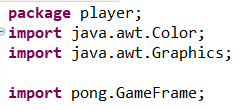 package player;
import java.awt.Color;
import java.awt.Graphics;
import pong.GameFrame;